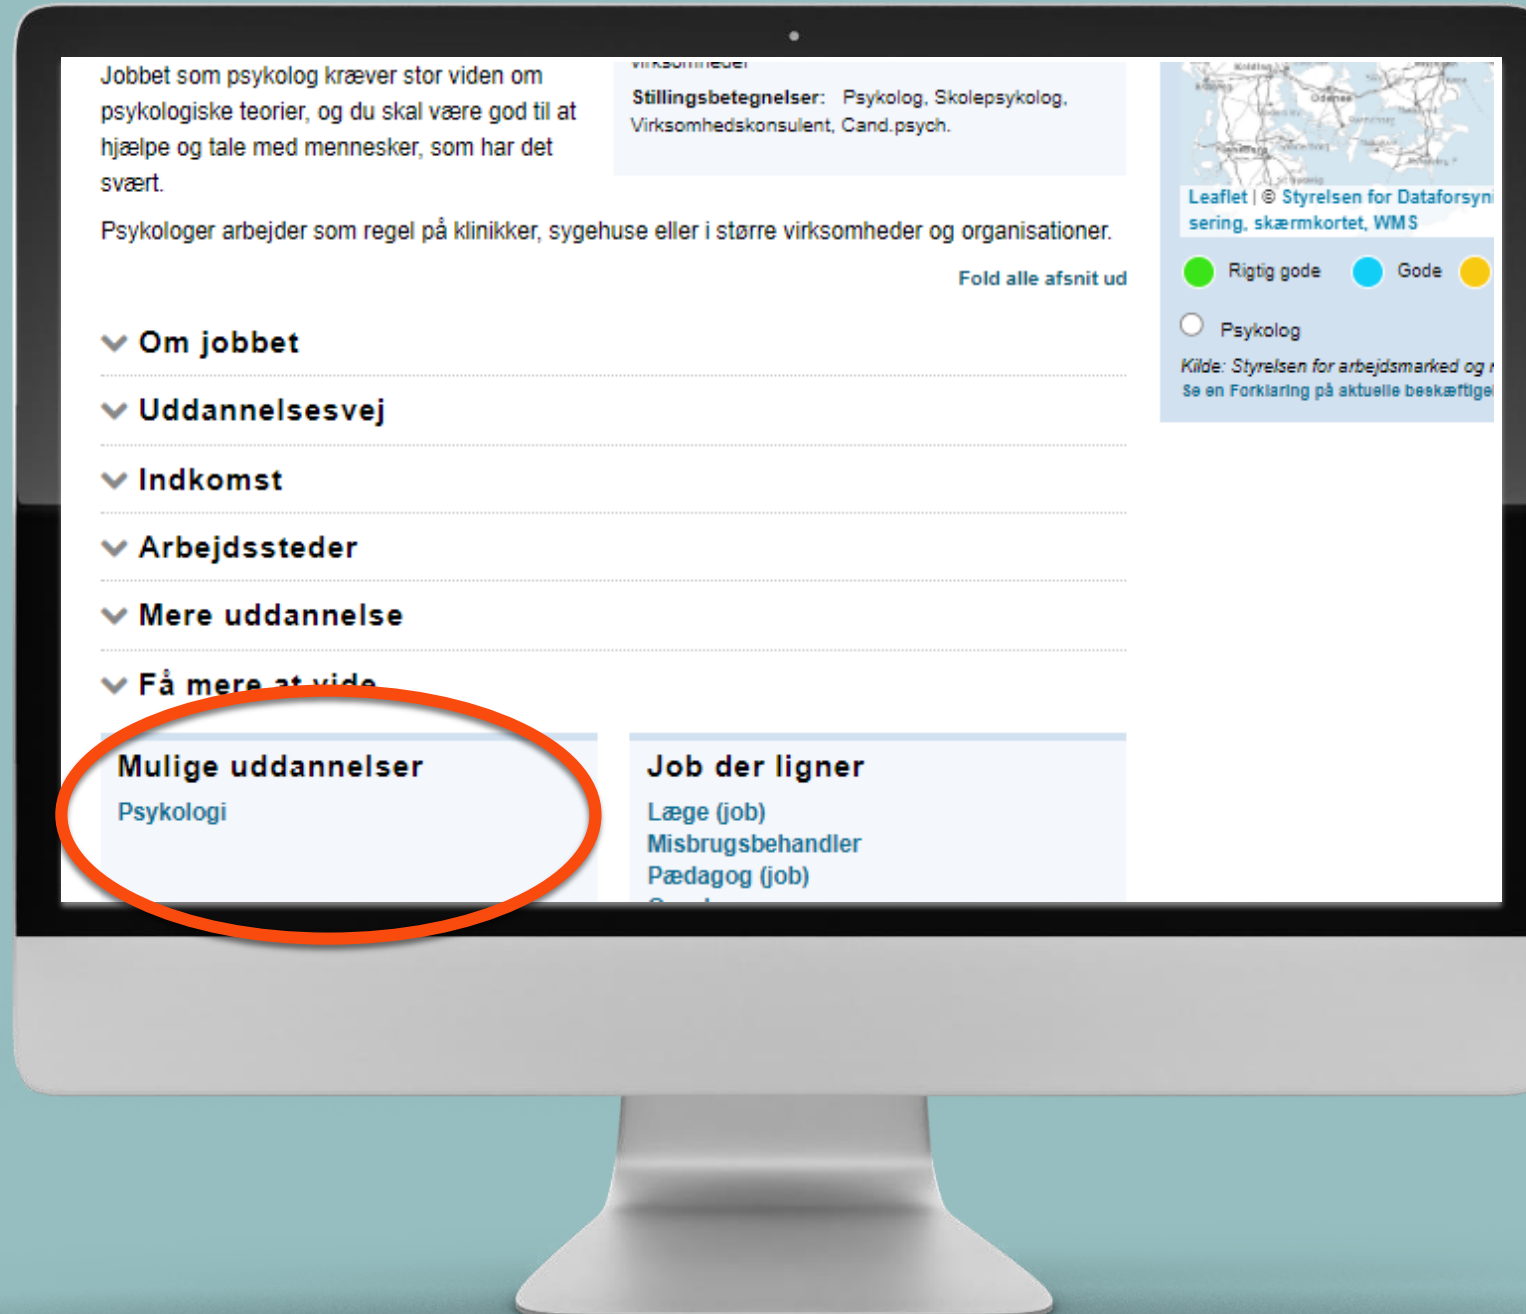 Jobbet som psykolog kræver stor viden om
psykologiske teorier, og du skal være god til at
hjælpe og tale med mennesker, som har det
svært.
virksomheder
Stillingsbetegnelser: Psykolog, Skolepsykolog,
Virksomhedskonsulent, Cand.psych.
Psykologer arbejder som regel på klinikker, sygehuse eller i større virksomheder og organisationer.
Fold alle afsnit ud
Om jobbet
Uddannelsesvej
Indkomst
Arbejdssteder
Mere uddannelse
Få mere at vide
Mulige uddannelser
Psykologi
Job der ligner
Læge (job)
Misbrugsbehandler
Pædagog (job)
Kolding
Odense
Leaflet | © Styrelsen for Dataforsyni
sering, skærmkortet, WMS
Rigtig gode
Gode
Psykolog
Kilde: Styrelsen for arbejdsmarked og r
Se en Forklaring på aktuelle beskæftige